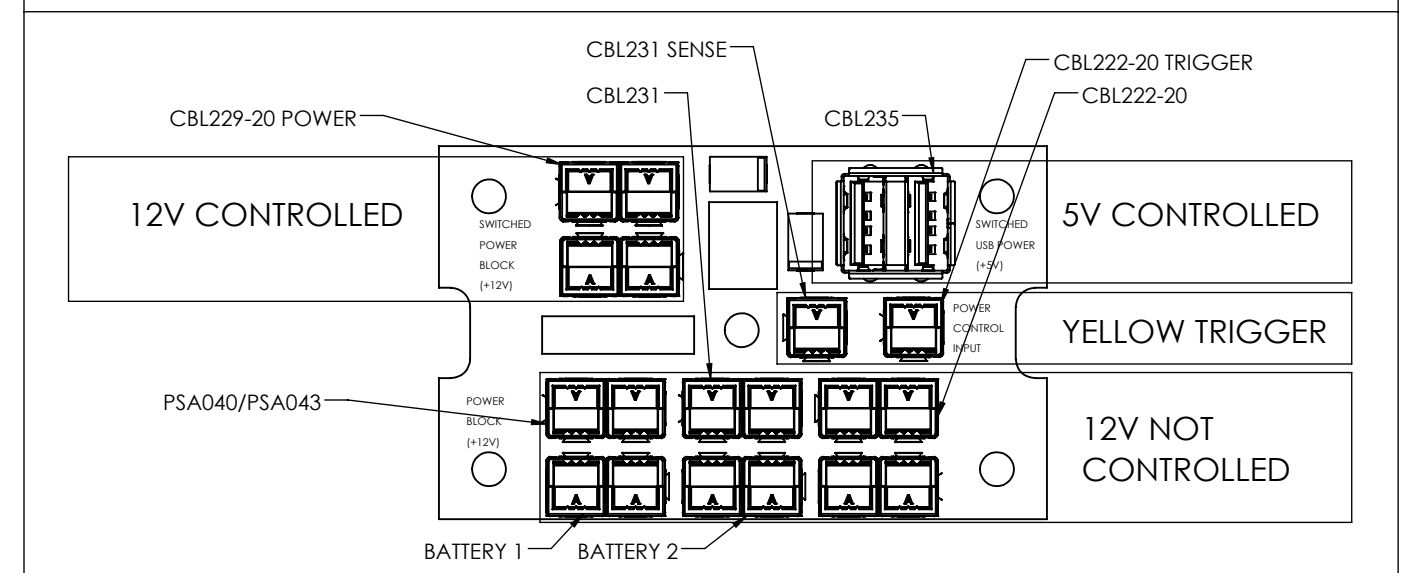 CBL231 SENSE
CBL222-20 TRIGGER
CBL231
CBL222-20
CBL229-20 POWER
CBL235
12V CONTROLLED
SWITCHED
POWER
BLOCK
(+12V)
SWITCHED
USB POWER
(+5V)
5V CONTROLLED
POWER
CONTROL
INPUT
YELLOW TRIGGER
PSA040/PSA043
POWER
BLOCK
(+12V)
12V NOT
CONTROLLED
BATTERY 1
BATTERY 2